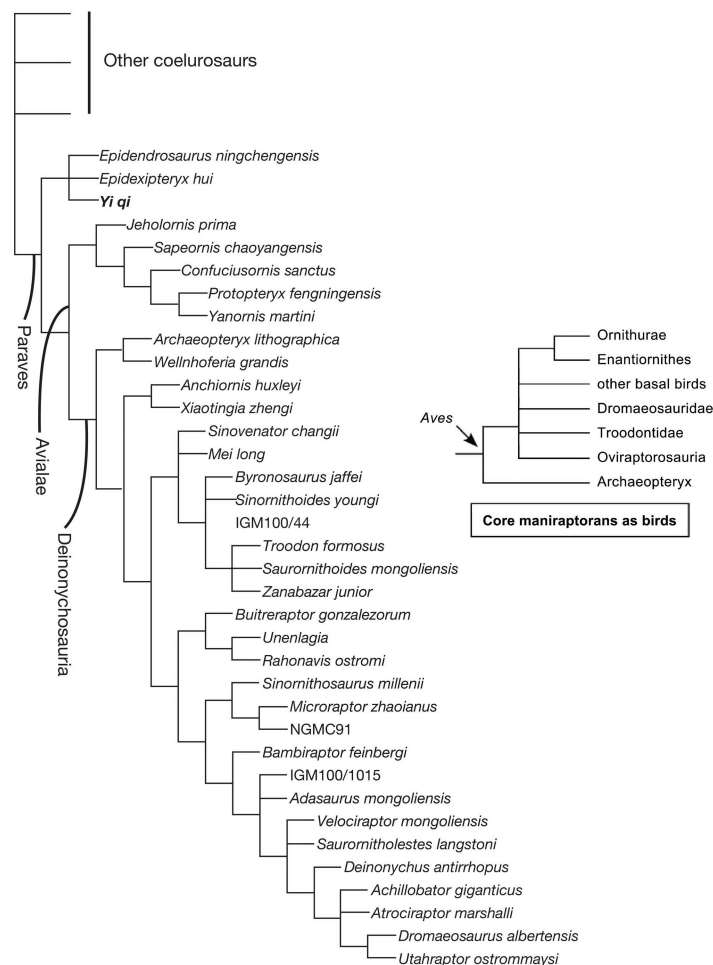 Other coelurosaurs
Epidendrosaurus ningchengensis
Epidexipteryx hui
Yi qi
Jeholornis prima
Sapeornis chaoyangensis
Confuciusornis sanctus
Protopteryx fengningensis
Yanornis martini
Archaeopteryx lithographica
Wellnhoferia grandis
Anchiornis huxleyi
Xiaotingia zhengi
Sinovenator changii
Mei long
Byronosaurus jaffei
Sinornithoides youngi
IGM100/44
Troodon formosus
Saurornithoides mongoliensis
Zanabazar junior
Buitreraptor gonzalezorum
Unenlagia
Rahonavis ostromi
Sinornithosaurus millenii
Microraptor zhaoianus
NGMC91
Bambiraptor feinbergi
IGM100/1015
Adasaurus mongoliensis
Velociraptor mongoliensis
Saurornitholestes langstoni
Deinonychus antirrhopus
Achillobator giganticus
Atrociraptor marshalli
Dromaeosaurus albertensis
Utahraptor ostrommaysi
Paraves
Avialae
Deinonychosauria
Aves
Ornithurae
Enantiornithes
other basal birds
Dromaeosauridae
Troodontidae
Oviraptorosauria
Archaeopteryx
Core maniraptorans as birds